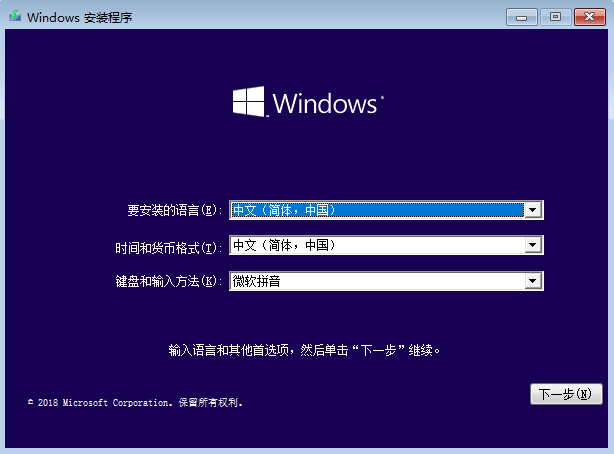 Windows 安装程序
Windows
要安装的语言(E): 中文(简体，中国)
时间和货币格式(T): 中文(简体，中国)
键盘和输入方法(K): 微软拼音
输入语言和其他首选项，然后单击“下一步”继续。
下一步(N)
© 2018 Microsoft Corporation. 保留所有权利。